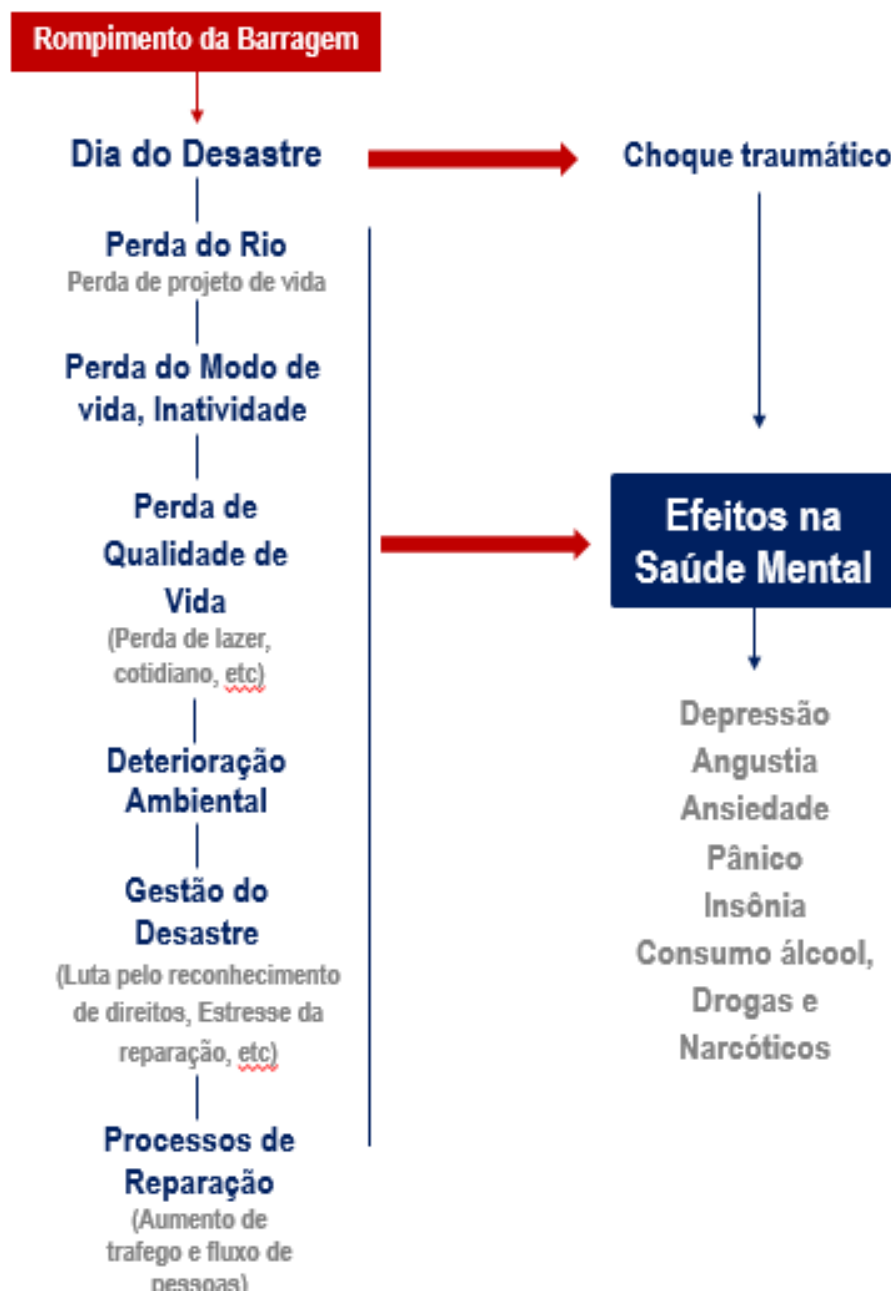 Rompimento da Barragem
Dia do Desastre
Choque traumático
Perda do Rio
Perda de projeto de vida
Perda do Modo de
vida, Inatividade
Perda de
Qualidade de
Vida
(Perda de lazer,
cotidiano, etc)
Deterioração
Ambiental
Gestão do
Desastre
(Luta pelo reconhecimento
de direitos, Estresse da
reparação, etc)
Processos de
Reparação
(Aumento de
trafego e fluxo de
pessoas)
Efeitos na
Saúde Mental
Depressão
Angustia
Ansiedade
Pânico
Insônia
Consumo álcool,
Drogas e
Narcóticos